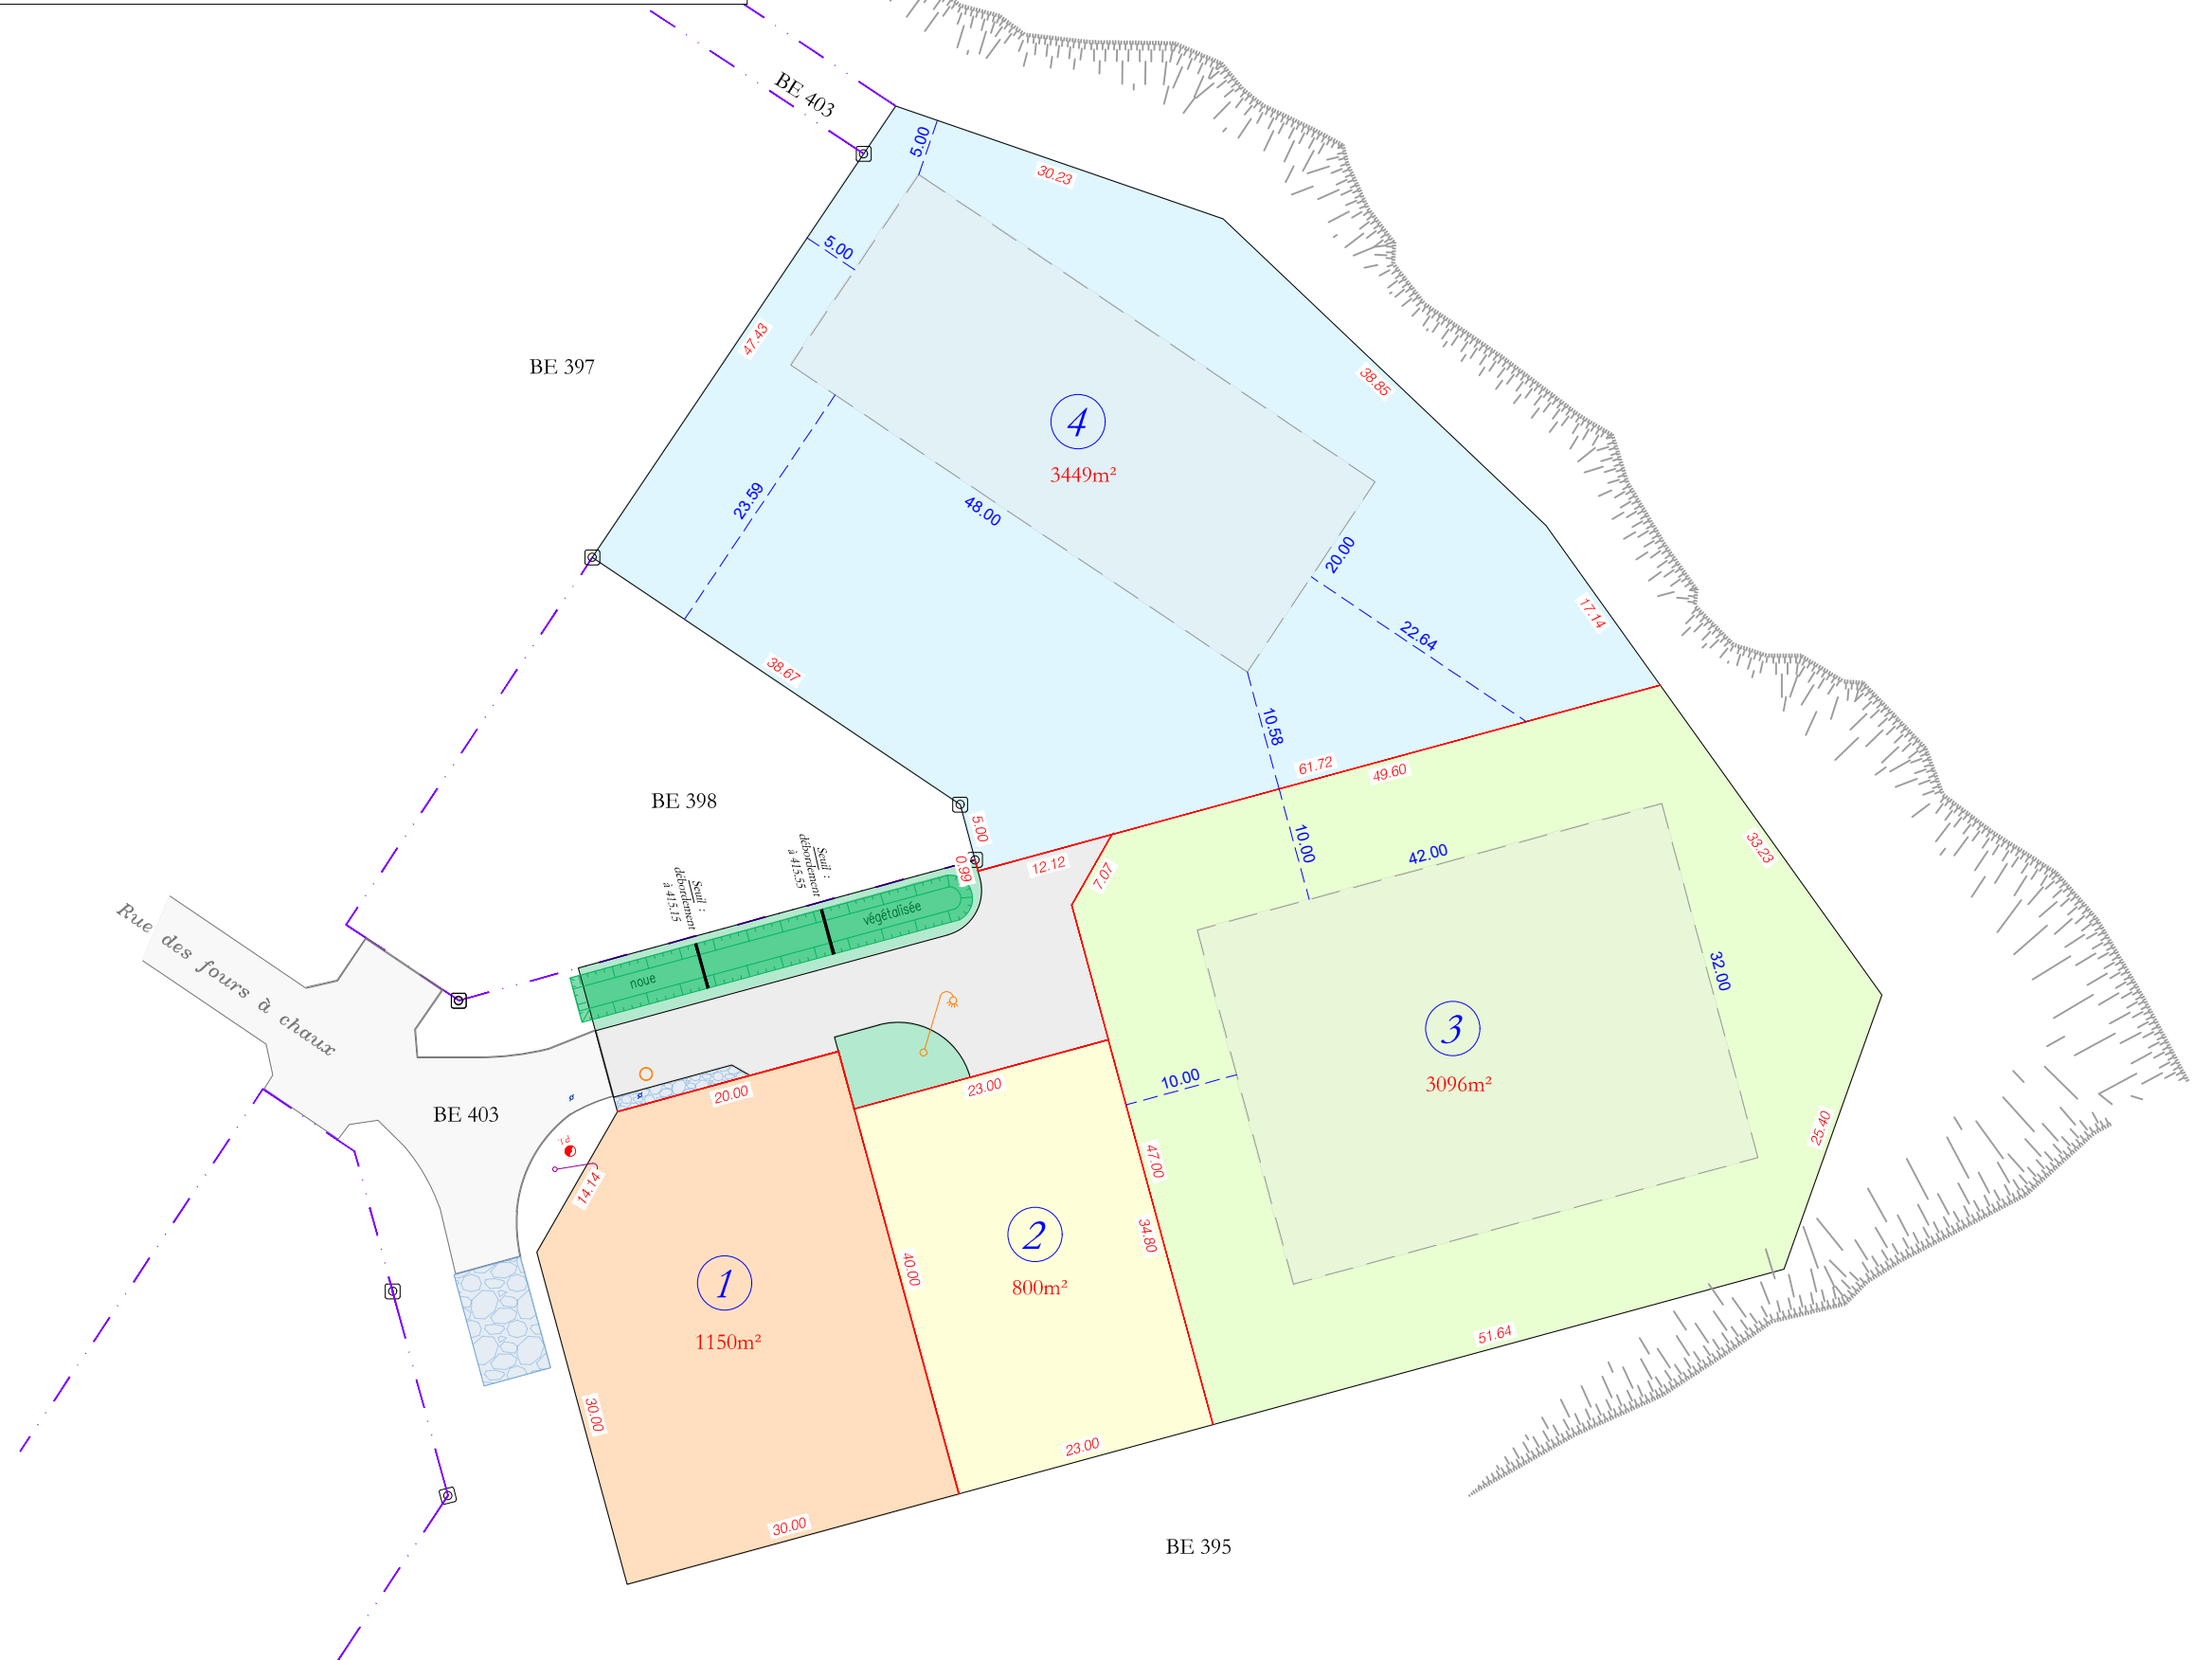 BE 403
5.00
30.23
5.00
47.43
BE 397
38.85
4
3449m²
23.59
48.00
20.00
17.14
22.64
38.67
10.58
61.72
49.60
BE 398
5.00
0.99
12.12
7.07
10.00
42.00
33.23
Seuil :
débordement
à 415.55
Seuil :
débordement
à 415.15
végétalisée
noue
Rue des fours à chaux
32.00
3
3096m²
10.00
BE 403
20.00
23.00
25.40
P.I.
14.14
47.00
34.80
40.00
2
800m²
1
1150m²
51.64
30.00
23.00
30.00
BE 395